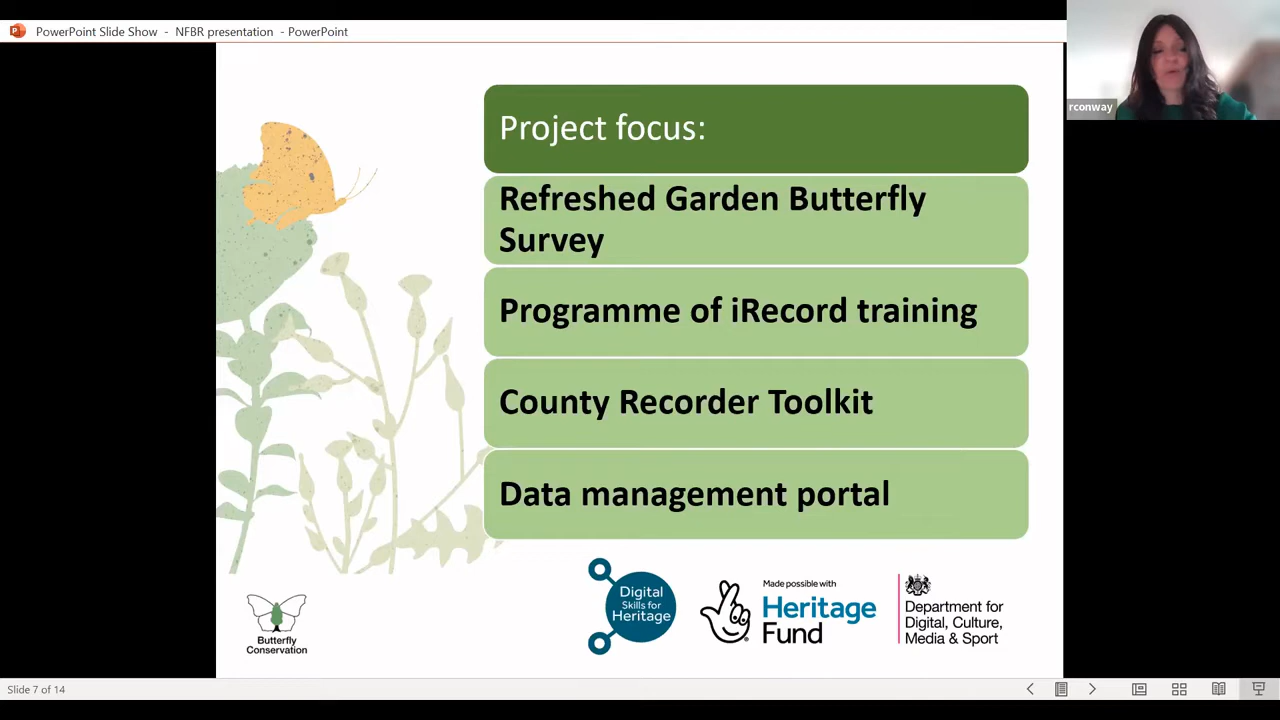 PowerPoint Slide Show - NFBR presentation - PowerPoint
rconway
Project focus:
Refreshed Garden Butterfly
Survey
Programme of iRecord training
County Recorder Toolkit
Data management portal
Butterfly
Conservation
Digital
Skills for
Heritage
Made possible with
Heritage
Fund
Department for
Digital, Culture,
Media & Sport
Slide 7 of 14